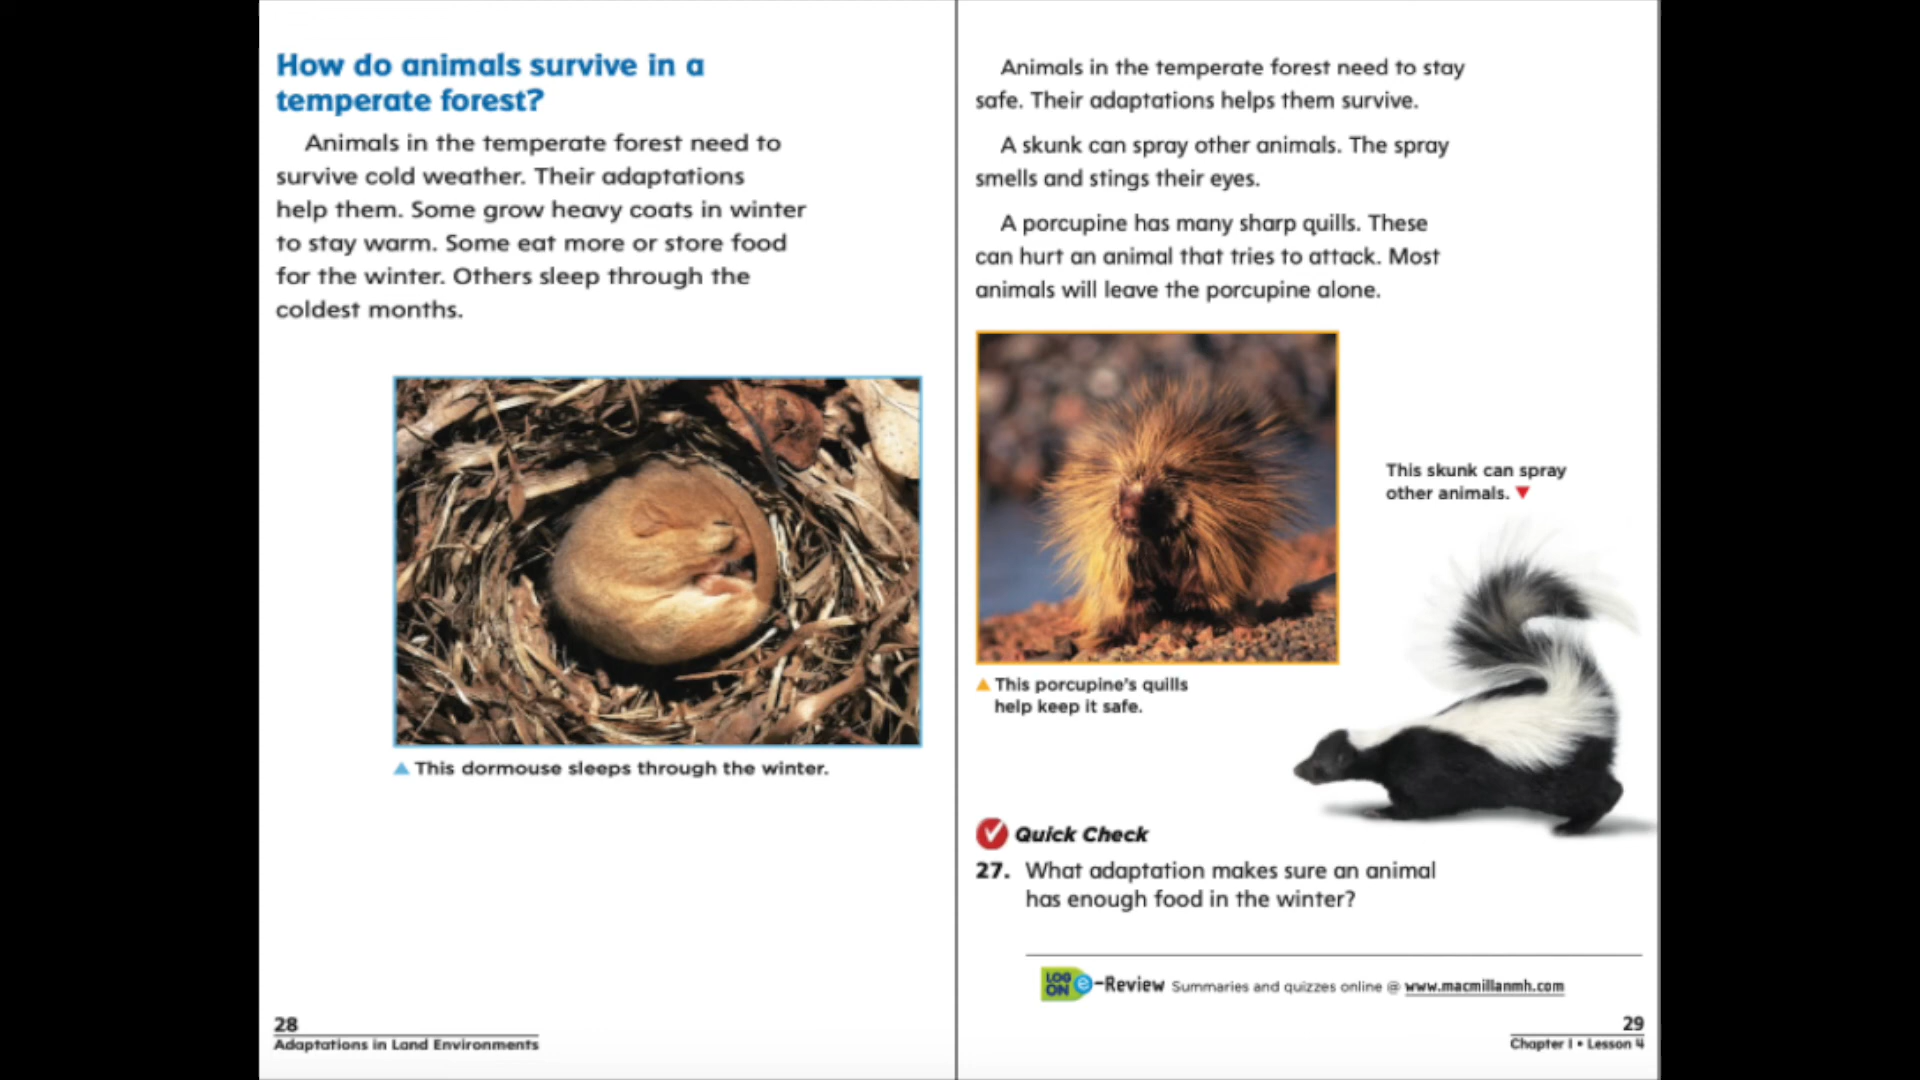 How do animals survive in a
temperate forest?
Animals in the temperate forest need to
survive cold weather. Their adaptations
help them. Some grow heavy coats in winter
to stay warm. Some eat more or store food
for the winter. Others sleep through the
coldest months.
▲ This dormouse sleeps through the winter.
28
Adaptations in Land Environments
Animals in the temperate forest need to stay
safe. Their adaptations helps them survive.
A skunk can spray other animals. The spray
smells and stings their eyes.
A porcupine has many sharp quills. These
can hurt an animal that tries to attack. Most
animals will leave the porcupine alone.
▲ This porcupine's quills
help keep it safe.
This skunk can spray
other animals. ▼
Quick Check
27. What adaptation makes sure an animal
has enough food in the winter?
LOG
ON e-Review Summaries and quizzes online @ www.macmillanmh.com
29
Chapter 1 • Lesson 4